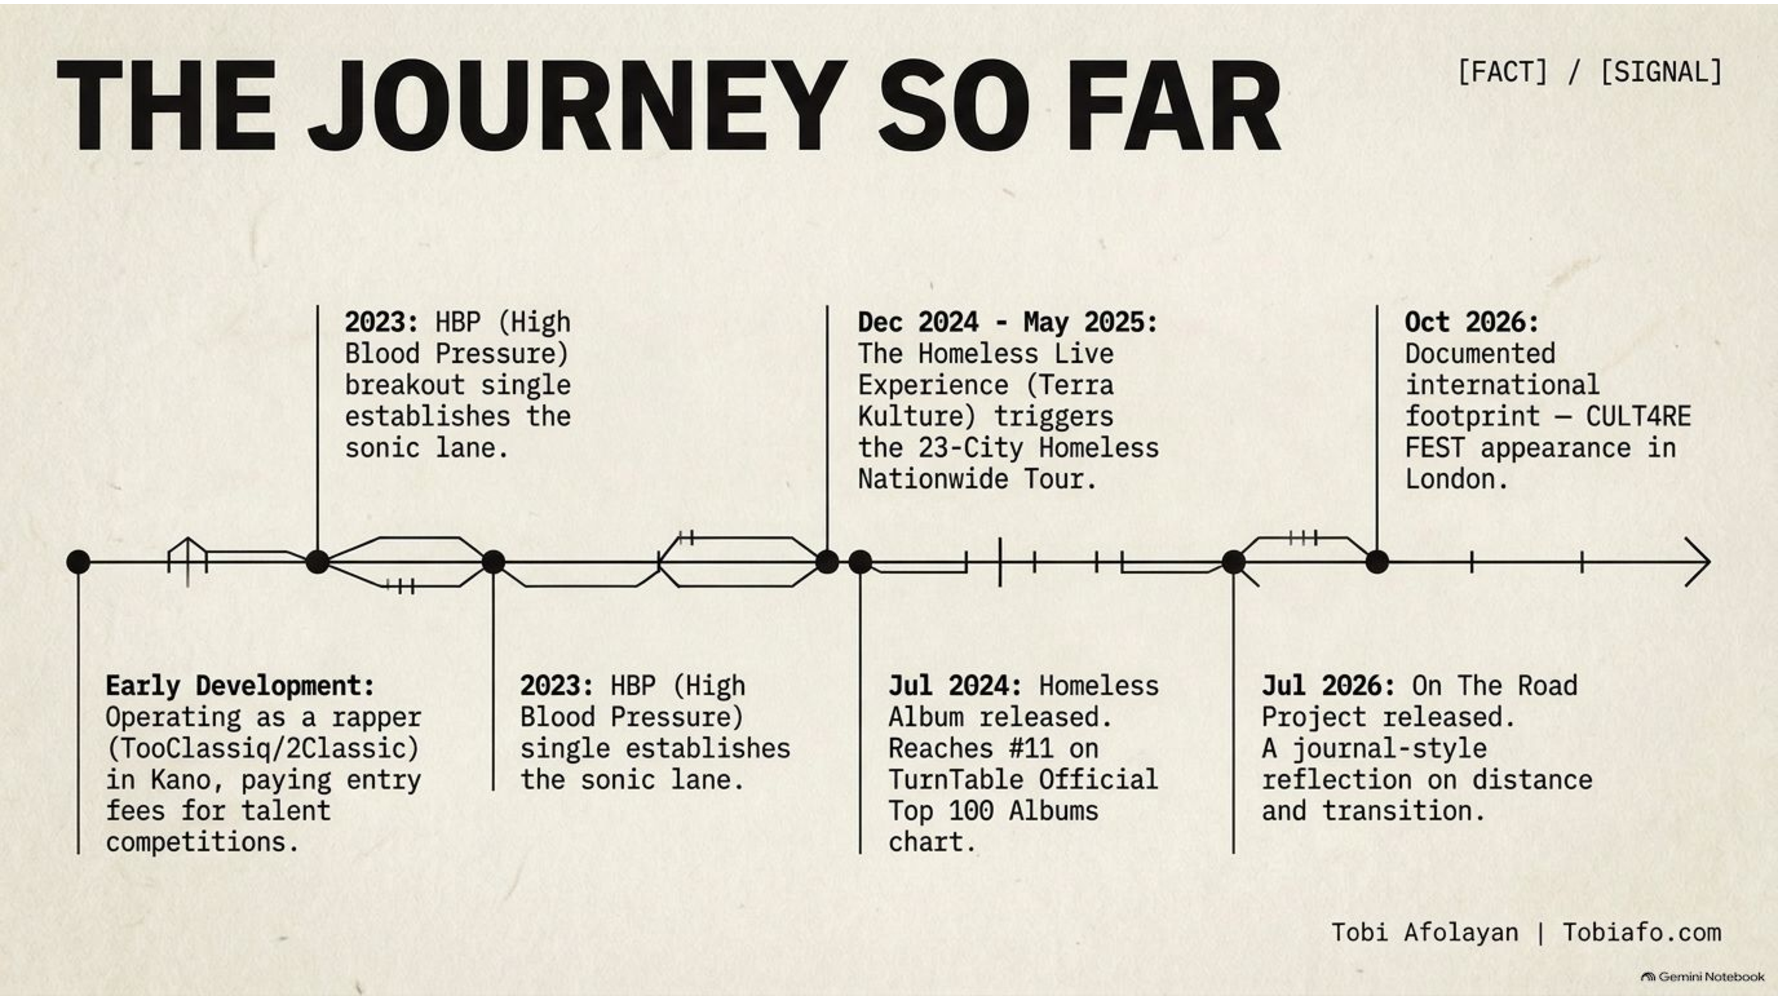 THE JOURNEY SO FAR
[FACT] / [SIGNAL]
2023: HBP (High
Blood Pressure)
breakout single
establishes the
sonic lane.
Dec 2024 - May 2025:
The Homeless Live
Experience (Terra
Kulture) triggers
the 23-City Homeless
Nationwide Tour.
Oct 2026:
Documented
international
footprint — CULT4RE
FEST appearance in
London.
Early Development:
Operating as a rapper
(TooClassiq/2Classic)
in Kano, paying entry
fees for talent
competitions.
2023: HBP (High
Blood Pressure)
single establishes
the sonic lane.
Jul 2024: Homeless
Album released.
Reaches #11 on
TurnTable Official
Top 100 Albums
chart.
Jul 2026: On The Road
Project released.
A journal-style
reflection on distance
and transition.
Tobi Afolayan | Tobiafo.com
Gemini Notebook